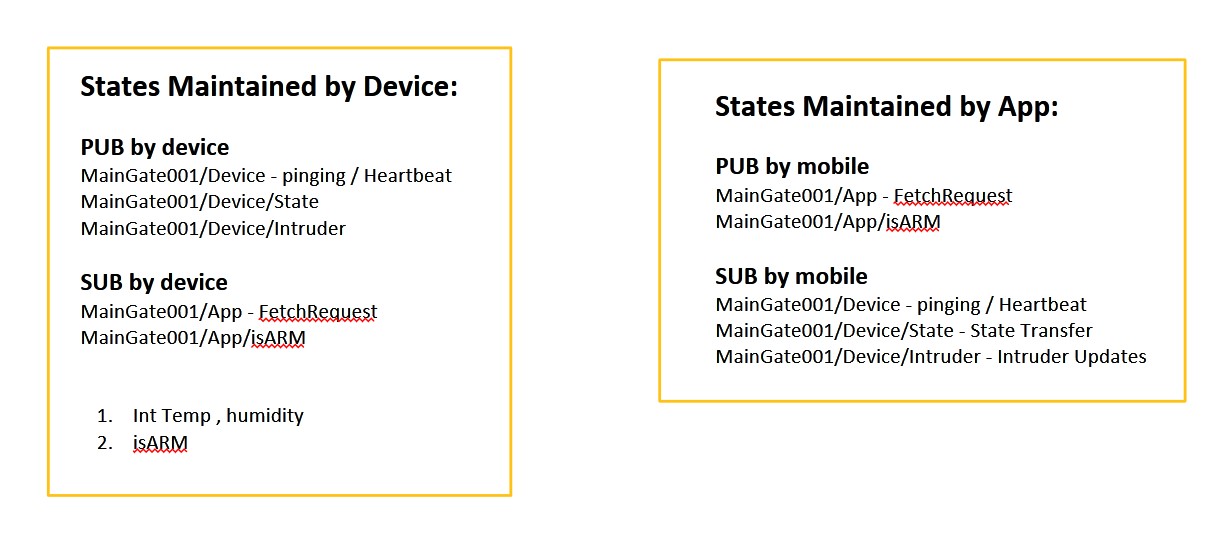 States Maintained by Device:
PUB by device
MainGate001/Device - pinging / Heartbeat
MainGate001/Device/State
MainGate001/Device/Intruder
SUB by device
MainGate001/App - FetchRequest
MainGate001/App/isARM
1. Int Temp , humidity
2. isARM
States Maintained by App:
PUB by mobile
MainGate001/App - FetchRequest
MainGate001/App/isARM
SUB by mobile
MainGate001/Device - pinging / Heartbeat
MainGate001/Device/State - State Transfer
MainGate001/Device/Intruder - Intruder Updates